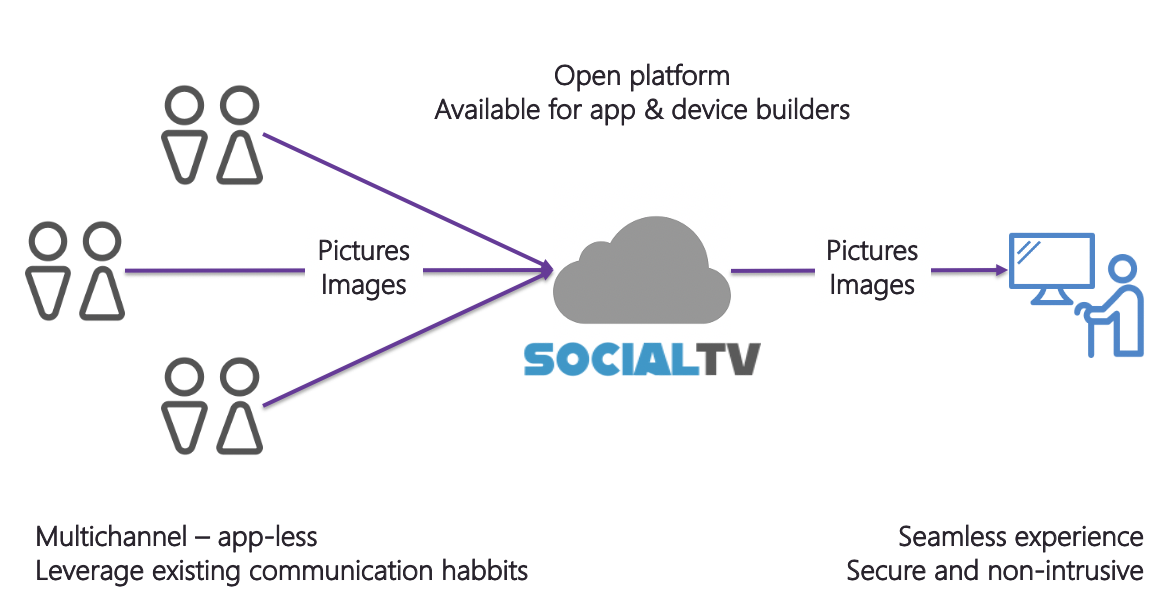 Open platform
Available for app & device builders
Pictures
Images
Pictures
Images
SOCIALTV
Multichannel – app-less
Leverage existing communication habbits
Seamless experience
Secure and non-intrusive